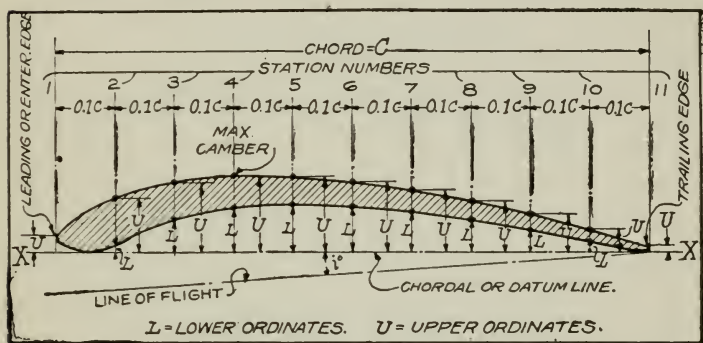 CHORD=C
STATION NUMBERS
1 2 3 4 5 6 7 8 9 10 11
0.1C 0.1C 0.1C 0.1C 0.1C 0.1C 0.1C 0.1C 0.1C 0.1C
LEADING OR ENTER. EDGE
MAX.
CAMBER
TRAILING EDGE
U U L U L U L U L U L U L U L U L U L U U
X L L X
i°
LINE OF FLIGHT
CHORDAL OR DATUM LINE.
L=LOWER ORDINATES. U=UPPER ORDINATES.